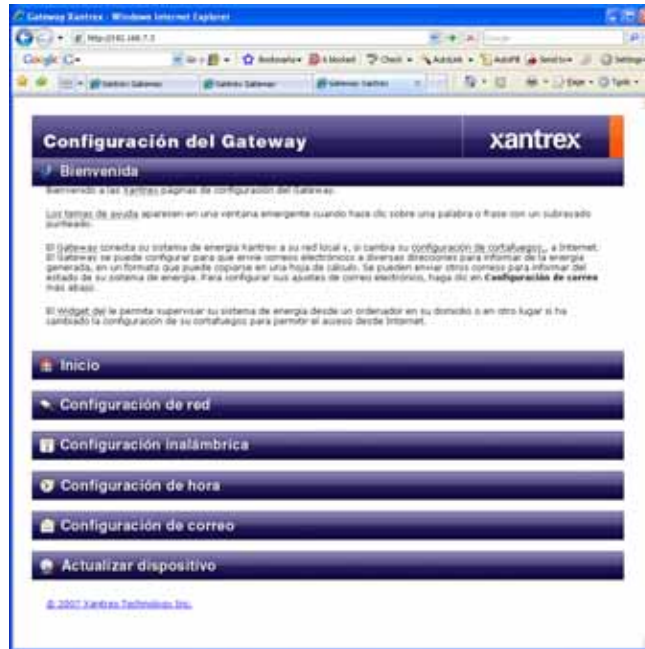 Gateway Xantrex - Windows Internet Explorer
Google
Configuración del Gateway
xantrex
Bienvenida
Bienvenido a las Xantrex páginas de configuración del Gateway.
Los temas de ayuda aparecen en una ventana emergente cuando hace clic sobre una palabra o frase con un subrayado
punteado.
El Gateway conecta su sistema de energía Xantrex a su red local y, si cambia su configuración de cortafuegos, a Internet.
El Gateway se puede configurar para que envíe correos electrónicos a diversas direcciones para informar de la energía
generada, en un formato que puede copiarse en una hoja de cálculo. Se pueden enviar otros correos para informar del
estado de su sistema de energía. Para configurar sus ajustes de correo electrónico, haga clic en Configuración de correo
más abajo.
El Widget del le permite supervisar su sistema de energía desde un ordenador en su domicilio o en otro lugar si ha
cambiado la configuración de su cortafuegos para permitir el acceso desde Internet.
Inicio
Configuración de red
Configuración inalámbrica
Configuración de hora
Configuración de correo
Actualizar dispositivo
© 2007 Xantrex Technology Inc.